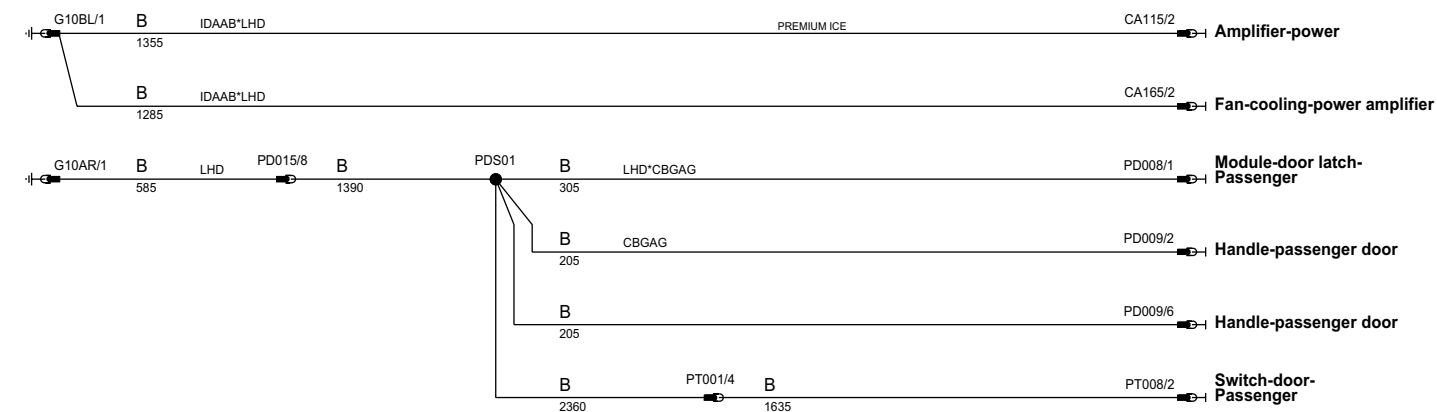 G10BL/1 B IDAAB*LHD PREMIUM ICE CA115/2 Amplifier-power
1355
B IDAAB*LHD CA165/2 Fan-cooling-power amplifier
1285
G10AR/1 B LHD PD015/8 B PDS01 B LHD*CBGAG PD008/1 Module-door latch-
Passenger
585 1390 305
B CBGAG PD009/2 Handle-passenger door
205
B PD009/6 Handle-passenger door
205
B PT001/4 B PT008/2 Switch-door-
Passenger
2360 1635